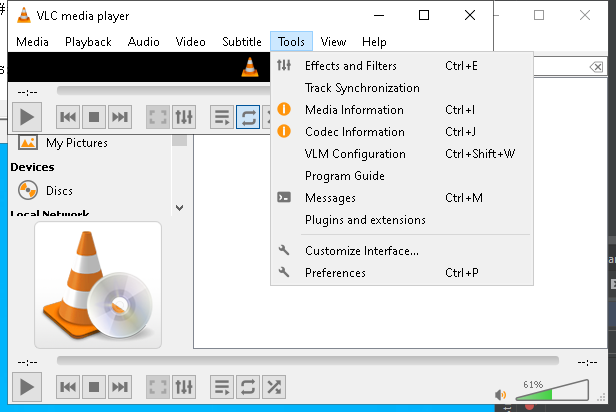 VLC media player
Media Playback Audio Video Subtitle Tools View Help
Effects and Filters Ctrl+E
Track Synchronization
Media Information Ctrl+I
Codec Information Ctrl+J
VLM Configuration Ctrl+Shift+W
Program Guide
Messages Ctrl+M
Plugins and extensions
Customize Interface...
Preferences Ctrl+P
#
s
--:--
My Pictures
Devices
Discs
Local Network
--:-- --:--
61%